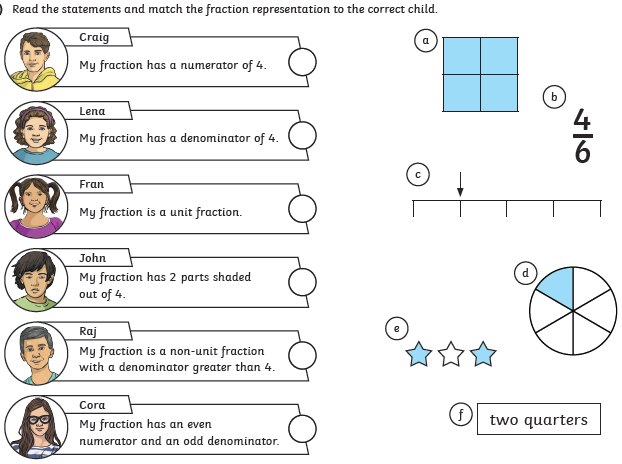 ) Read the statements and match the fraction representation to the correct child.
Craig
My fraction has a numerator of 4.
Lena
My fraction has a denominator of 4.
Fran
My fraction is a unit fraction.
John
My fraction has 2 parts shaded
out of 4.
Raj
My fraction is a non-unit fraction
with a denominator greater than 4.
Cora
My fraction has an even
numerator and an odd denominator.
a
b
4
6
c
d
e
f
two quarters